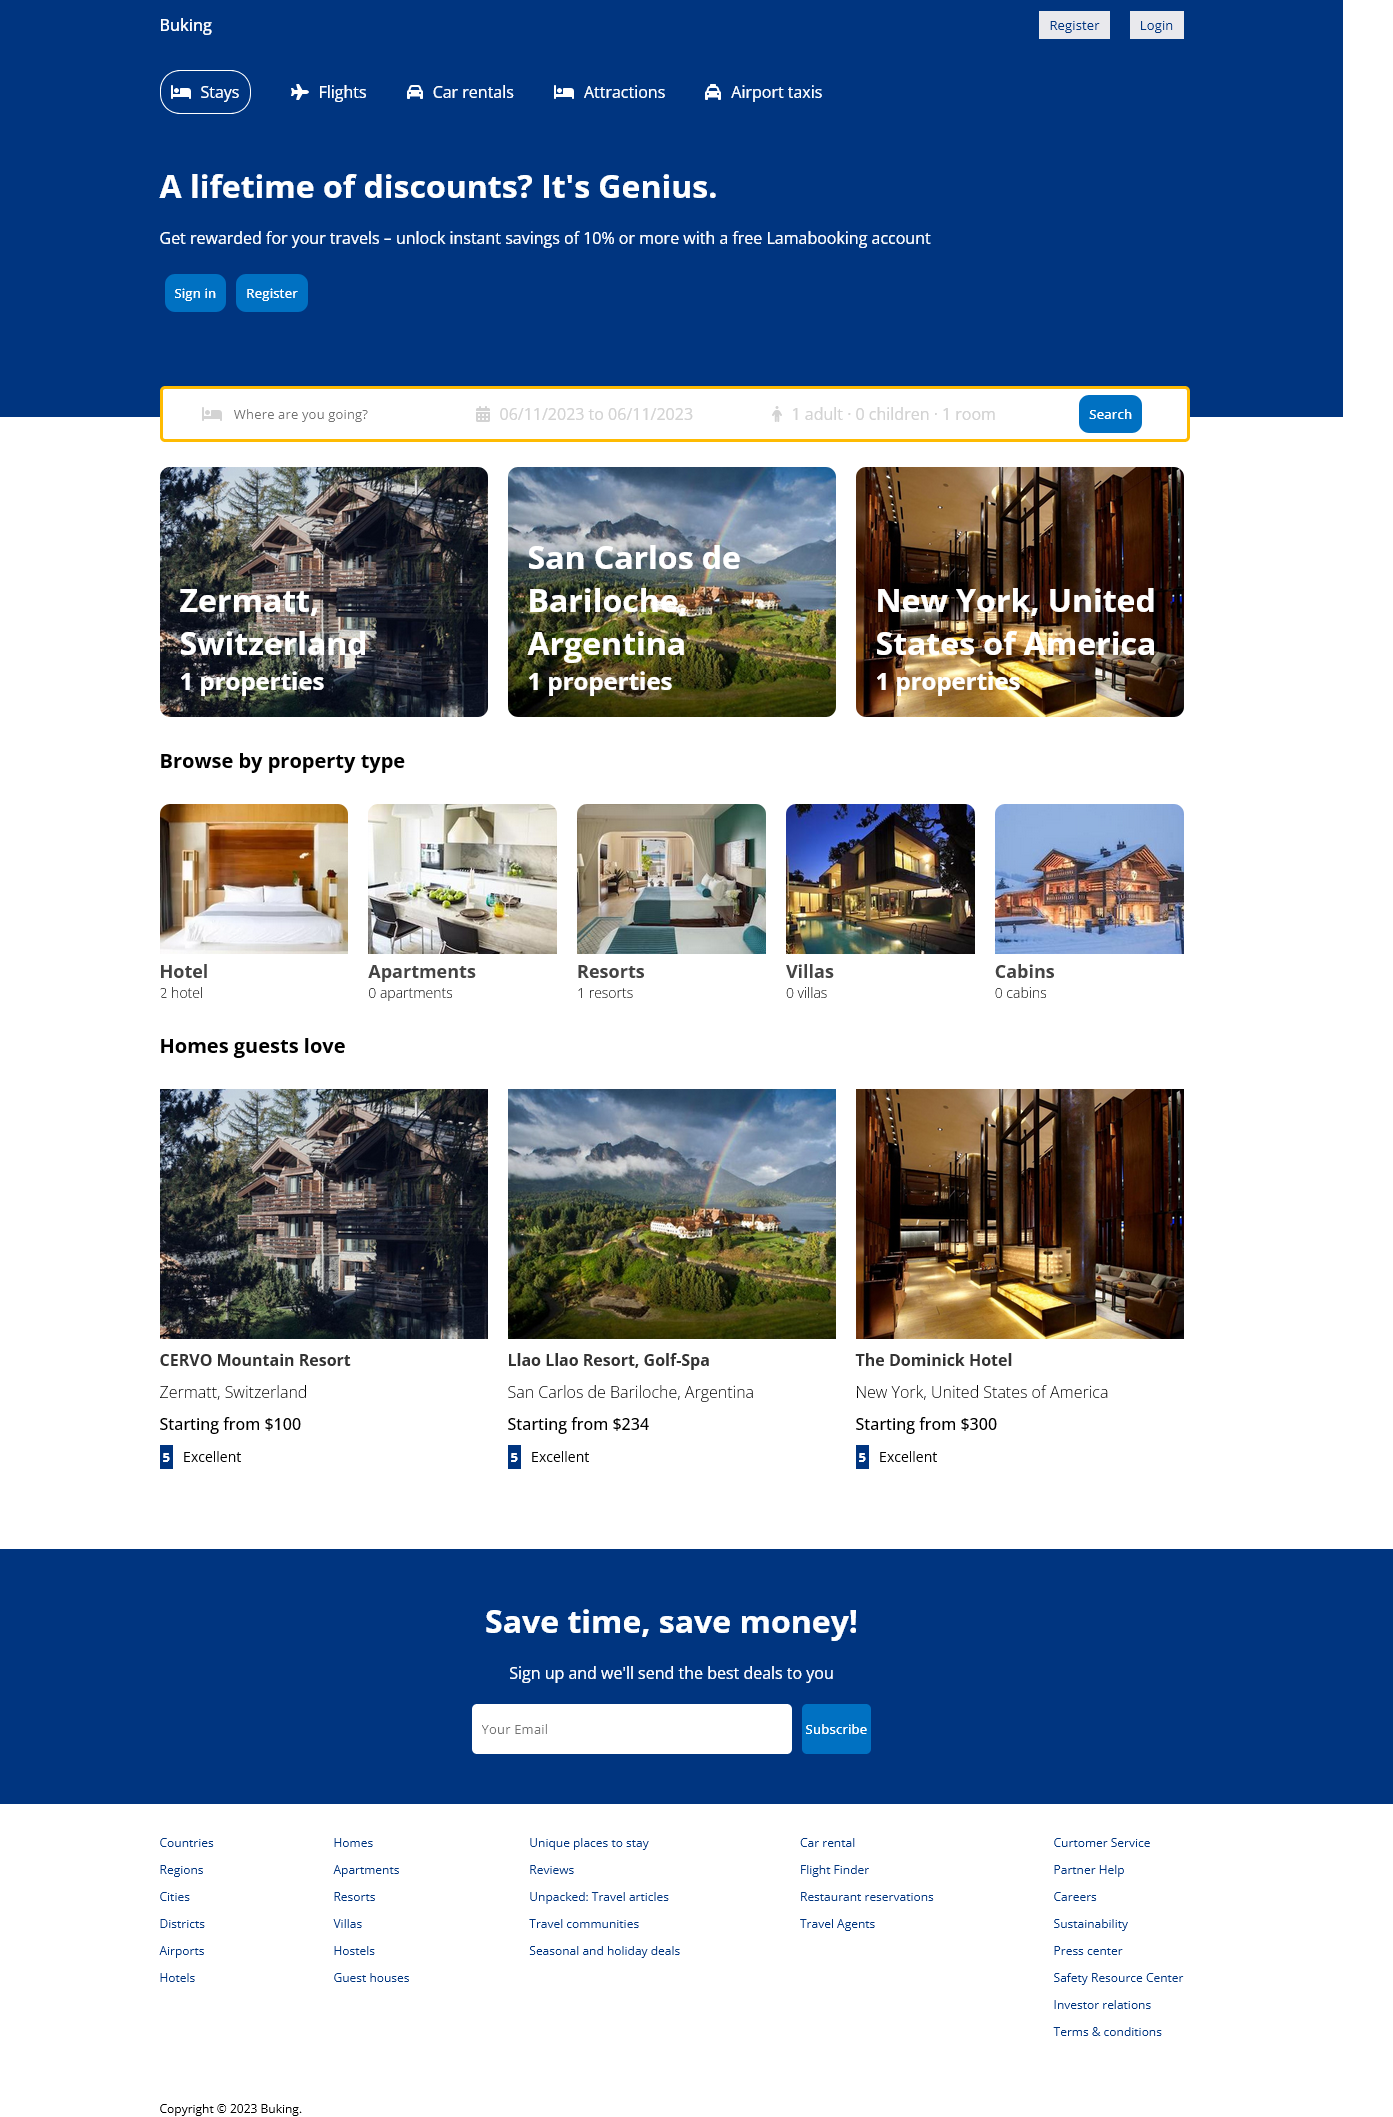 Buking
Register
Login
Stays
Flights
Car rentals
Attractions
Airport taxis
A lifetime of discounts? It's Genius.
Get rewarded for your travels – unlock instant savings of 10% or more with a free Lamabooking account
Sign in
Register
Where are you going?
06/11/2023 to 06/11/2023
1 adult · 0 children · 1 room
Search
Zermatt,
Switzerland
1 properties
San Carlos de
Bariloche,
Argentina
1 properties
New York, United
States of America
1 properties
Browse by property type
Hotel
2 hotel
Apartments
0 apartments
Resorts
1 resorts
Villas
0 villas
Cabins
0 cabins
Homes guests love
CERVO Mountain Resort
Zermatt, Switzerland
Starting from $100
5 Excellent
Llao Llao Resort, Golf-Spa
San Carlos de Bariloche, Argentina
Starting from $234
5 Excellent
The Dominick Hotel
New York, United States of America
Starting from $300
5 Excellent
Save time, save money!
Sign up and we'll send the best deals to you
Your Email
Subscribe
Countries
Regions
Cities
Districts
Airports
Hotels
Homes
Apartments
Resorts
Villas
Hostels
Guest houses
Unique places to stay
Reviews
Unpacked: Travel articles
Travel communities
Seasonal and holiday deals
Car rental
Flight Finder
Restaurant reservations
Travel Agents
Curtomer Service
Partner Help
Careers
Sustainability
Press center
Safety Resource Center
Investor relations
Terms & conditions
Copyright © 2023 Buking.